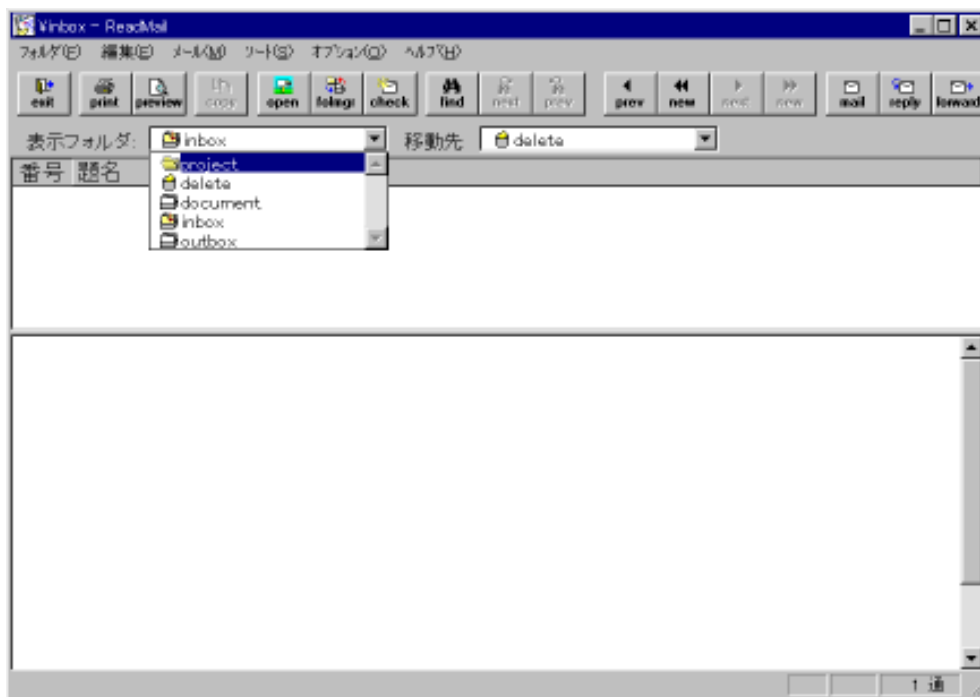 ¥inbox - ReadMail
フォルダ(F) 編集(E) メール(M) ソート(S) オプション(O) ヘルプ(H)
exit print preview copy open folmgr check find next prev prev new next new mail reply forward
表示フォルダ: inbox 移動先 delete
番号 題名
project
delete
document
inbox
outbox
1 通